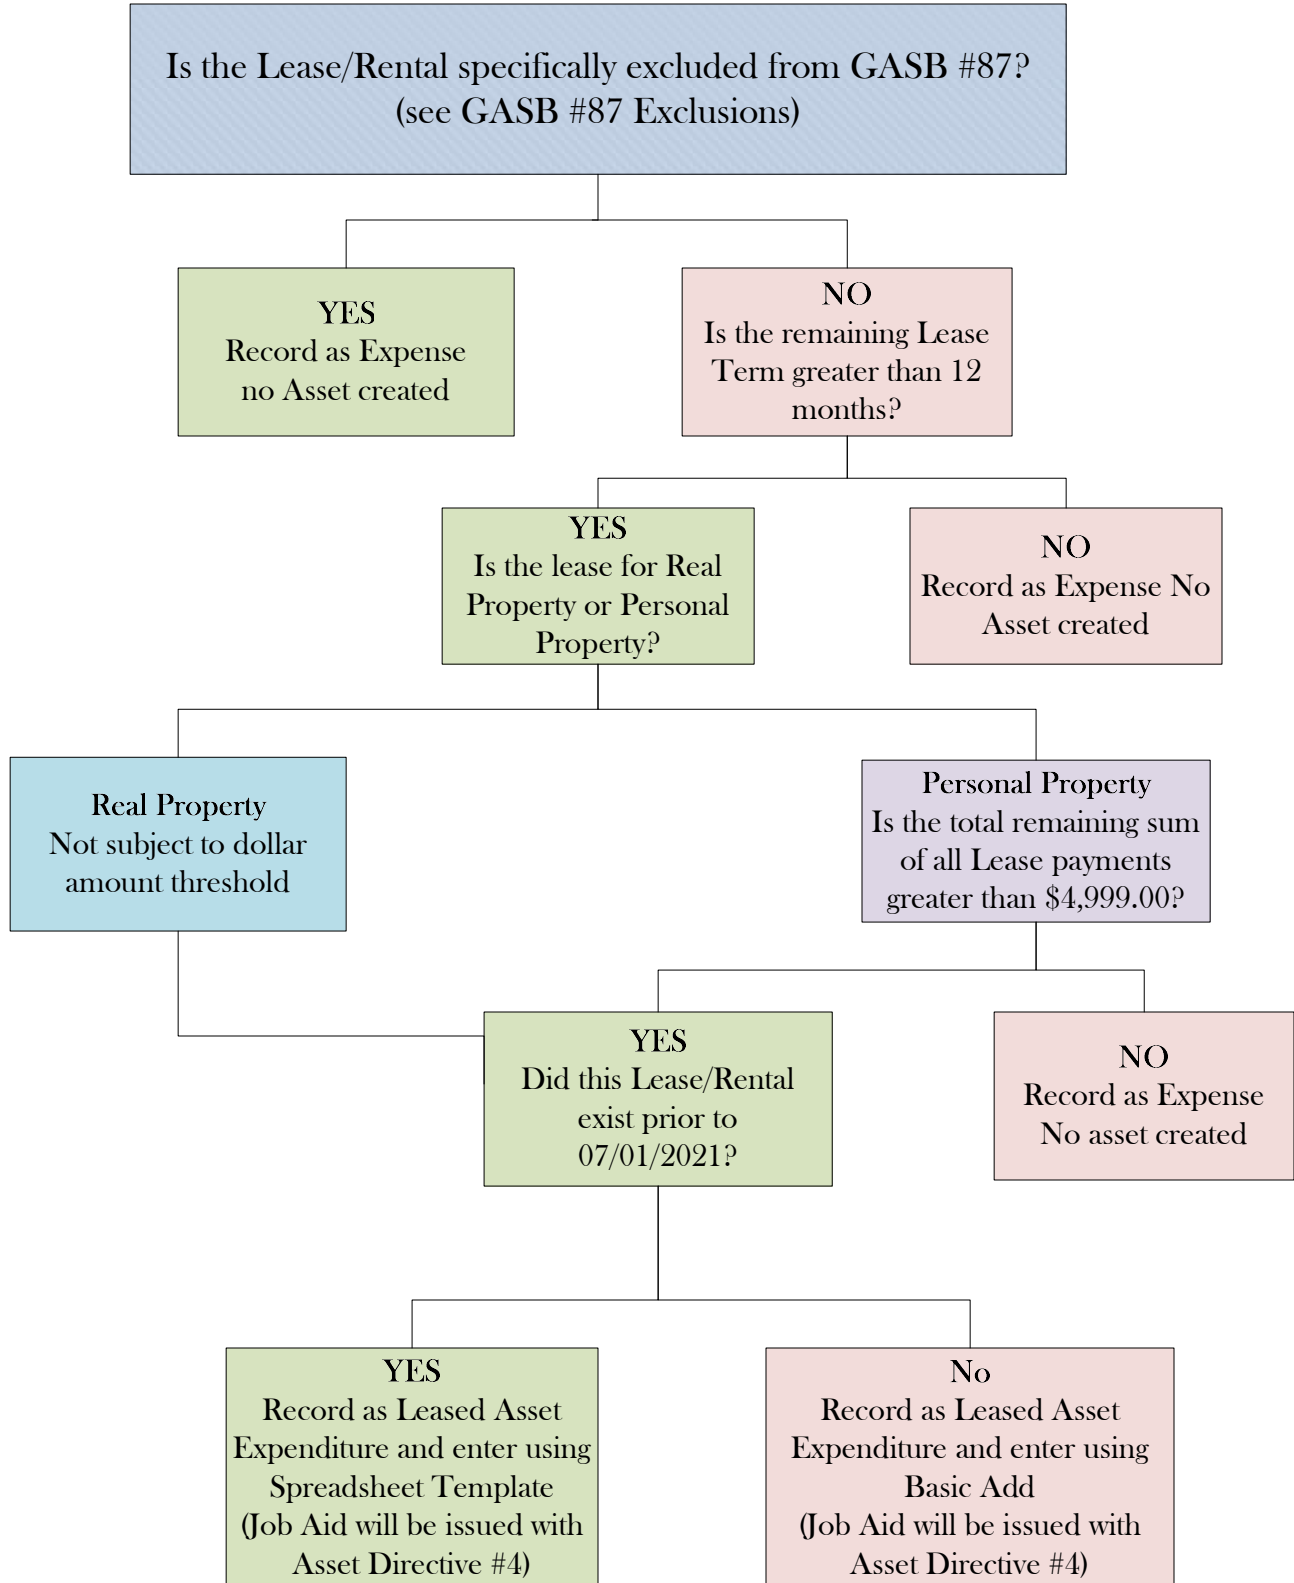 Is the Lease/Rental specifically excluded from GASB #87?
(see GASB #87 Exclusions)
YES
Record as Expense
no Asset created
NO
Is the remaining Lease
Term greater than 12
months?
YES
Is the lease for Real
Property or Personal
Property?
NO
Record as Expense No
Asset created
Real Property
Not subject to dollar
amount threshold
Personal Property
Is the total remaining sum
of all Lease payments
greater than $4,999.00?
YES
Did this Lease/Rental
exist prior to
07/01/2021?
NO
Record as Expense
No asset created
YES
Record as Leased Asset
Expenditure and enter using
Spreadsheet Template
(Job Aid will be issued with
Asset Directive #4)
No
Record as Leased Asset
Expenditure and enter using
Basic Add
(Job Aid will be issued with
Asset Directive #4)